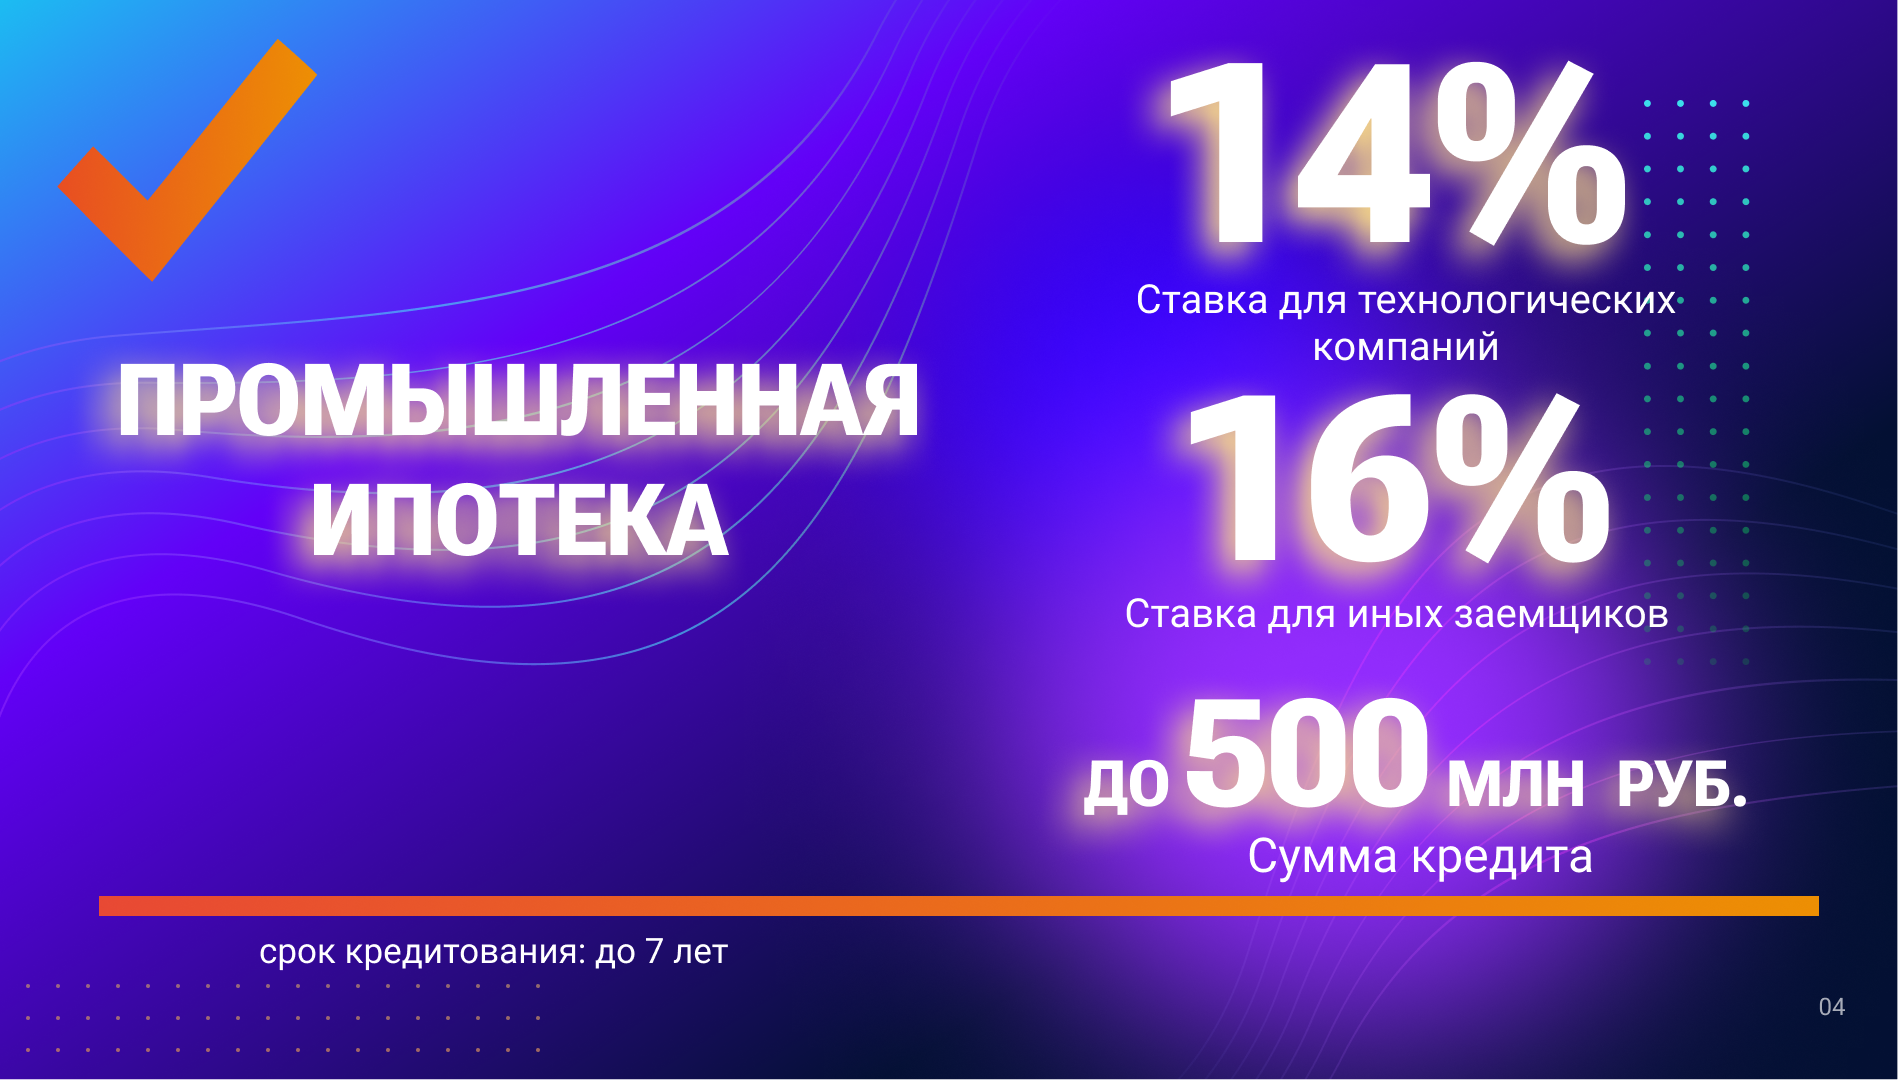 ПРОМЫШЛЕННАЯ
ИПОТЕКА
14%
Ставка для технологических
компаний
16%
Ставка для иных заемщиков
ДО 500 МЛН РУБ.
Сумма кредита
срок кредитования: до 7 лет
04